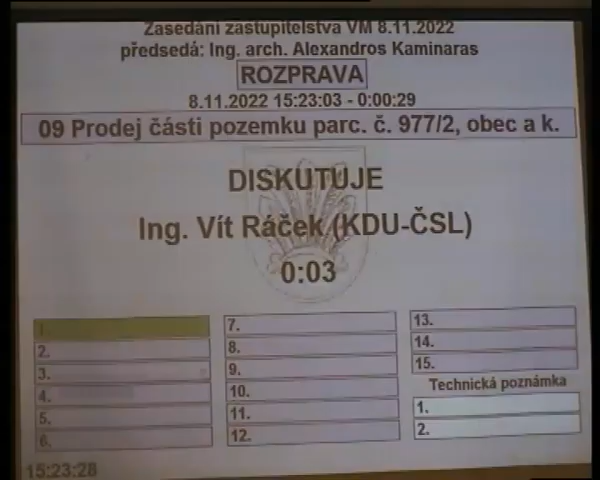 Zasedání zastupitelstva VM 8.11.2022
předsedá: Ing. arch. Alexandros Kaminaras
ROZPRAVA
8.11.2022 15:23:03 - 0:00:29
09 Prodej části pozemku parc. č. 977/2, obec a k.
DISKUTUJE
Ing. Vít Ráček (KDU-ČSL)
0:03
1.
2.
3.
4.
5.
6.
7.
8.
9.
10.
11.
12.
13.
14.
15.
Technická poznámka
1.
2.
15:23:28